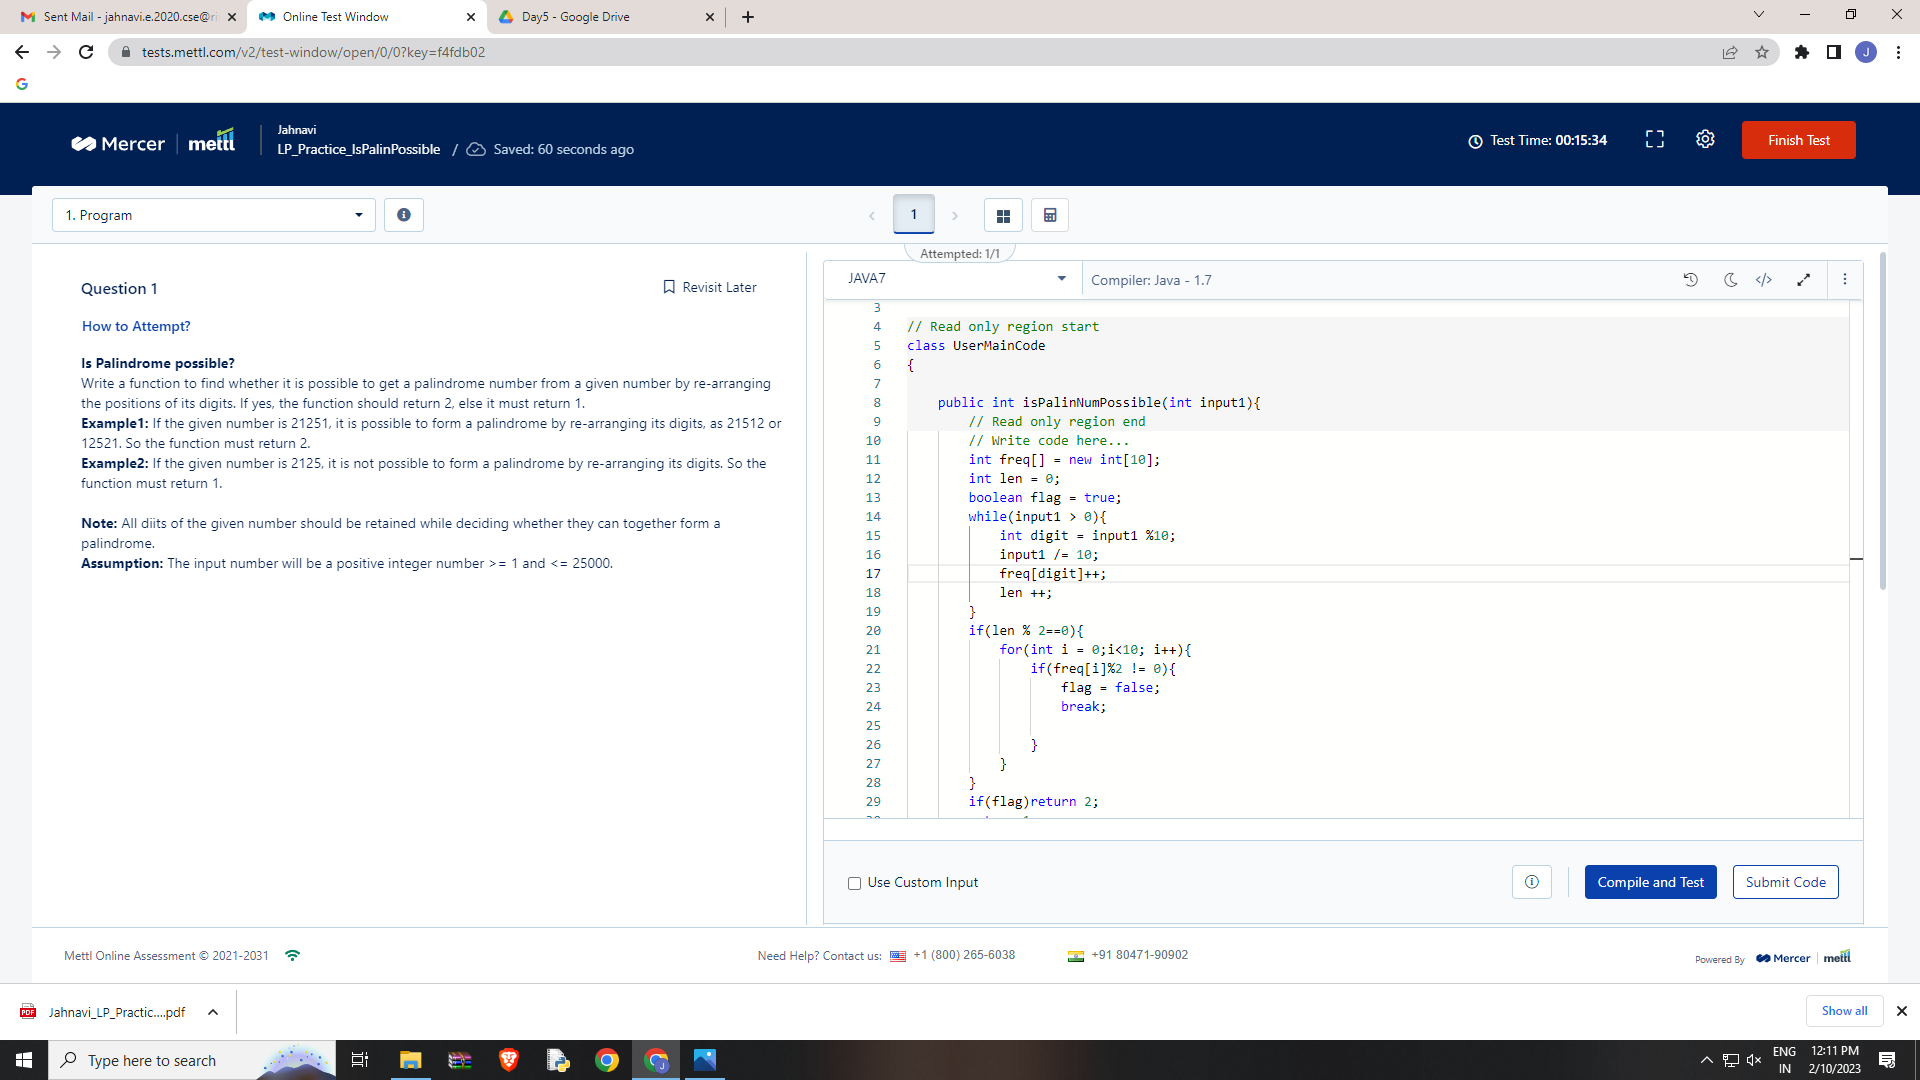 Sent Mail - jahnavi.e.2020.cse@ri
Online Test Window
Day5 - Google Drive
tests.mettl.com/v2/test-window/open/0/0?key=f4fdb02
J
Mercer | mettl
Jahnavi
LP_Practice_IsPalinPossible / Saved: 60 seconds ago
Test Time: 00:15:34
Finish Test
1. Program
1
Attempted: 1/1
Question 1
Revisit Later
How to Attempt?
Is Palindrome possible?
Write a function to find whether it is possible to get a palindrome number from a given number by re-arranging
the positions of its digits. If yes, the function should return 2, else it must return 1.
Example1: If the given number is 21251, it is possible to form a palindrome by re-arranging its digits, as 21512 or
12521. So the function must return 2.
Example2: If the given number is 2125, it is not possible to form a palindrome by re-arranging its digits. So the
function must return 1.
Note: All diits of the given number should be retained while deciding whether they can together form a
palindrome.
Assumption: The input number will be a positive integer number >= 1 and <= 25000.
JAVA7
Compiler: Java - 1.7
3
4 // Read only region start
5 class UserMainCode
6 {
7
8 public int isPalinNumPossible(int input1){
9 // Read only region end
10 // Write code here...
11 int freq[] = new int[10];
12 int len = 0;
13 boolean flag = true;
14 while(input1 > 0){
15 int digit = input1 %10;
16 input1 /= 10;
17 freq[digit]++;
18 len ++;
19 }
20 if(len % 2==0){
21 for(int i = 0;i<10; i++){
22 if(freq[i]%2 != 0){
23 flag = false;
24 break;
25
26 }
27 }
28 }
29 if(flag)return 2;
Use Custom Input
Compile and Test
Submit Code
Mettl Online Assessment © 2021-2031
Need Help? Contact us: +1 (800) 265-6038
+91 80471-90902
Powered By Mercer | mettl
PDF Jahnavi_LP_Practic....pdf
Show all
Type here to search
ENG
IN
12:11 PM
2/10/2023